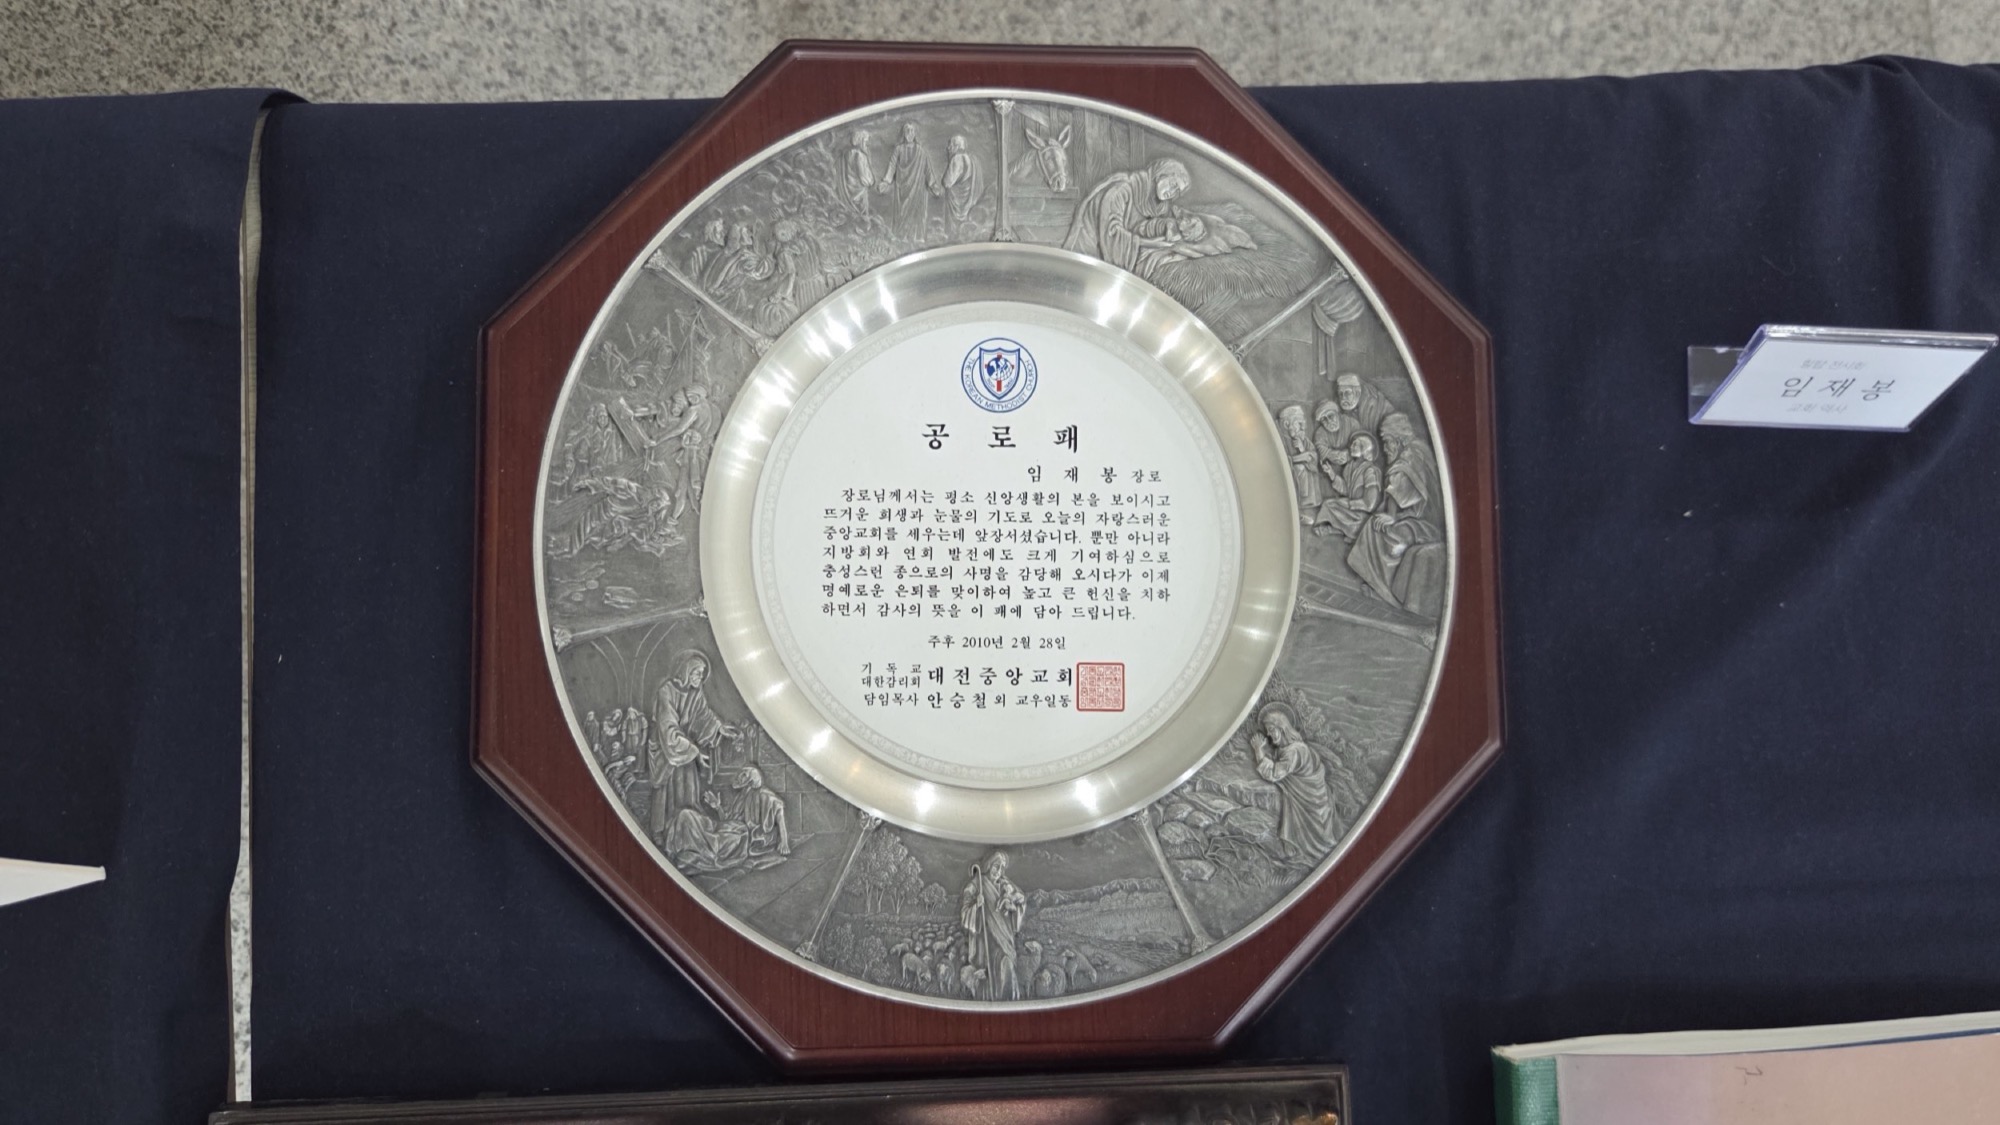 THE KOREAN METHODIST CHURCH
공 로 패
임 재 봉 장로
장로님께서는 평소 신앙생활의 본을 보이시고
뜨거운 희생과 눈물의 기도로 오늘의 자랑스러운
중앙교회를 세우는데 앞장서셨습니다. 뿐만 아니라
지방회와 연회 발전에도 크게 기여하심으로
충성스런 종으로의 사명을 감당해 오시다가 이제
명예로운 은퇴를 맞이하여 높고 큰 헌신을 치하
하면서 감사의 뜻을 이 패에 담아 드립니다.
주후 2010년 2월 28일
기 독 교
대한감리회 대전중앙교회
담임목사 안승철 외 교우일동
임재봉
교회 역사